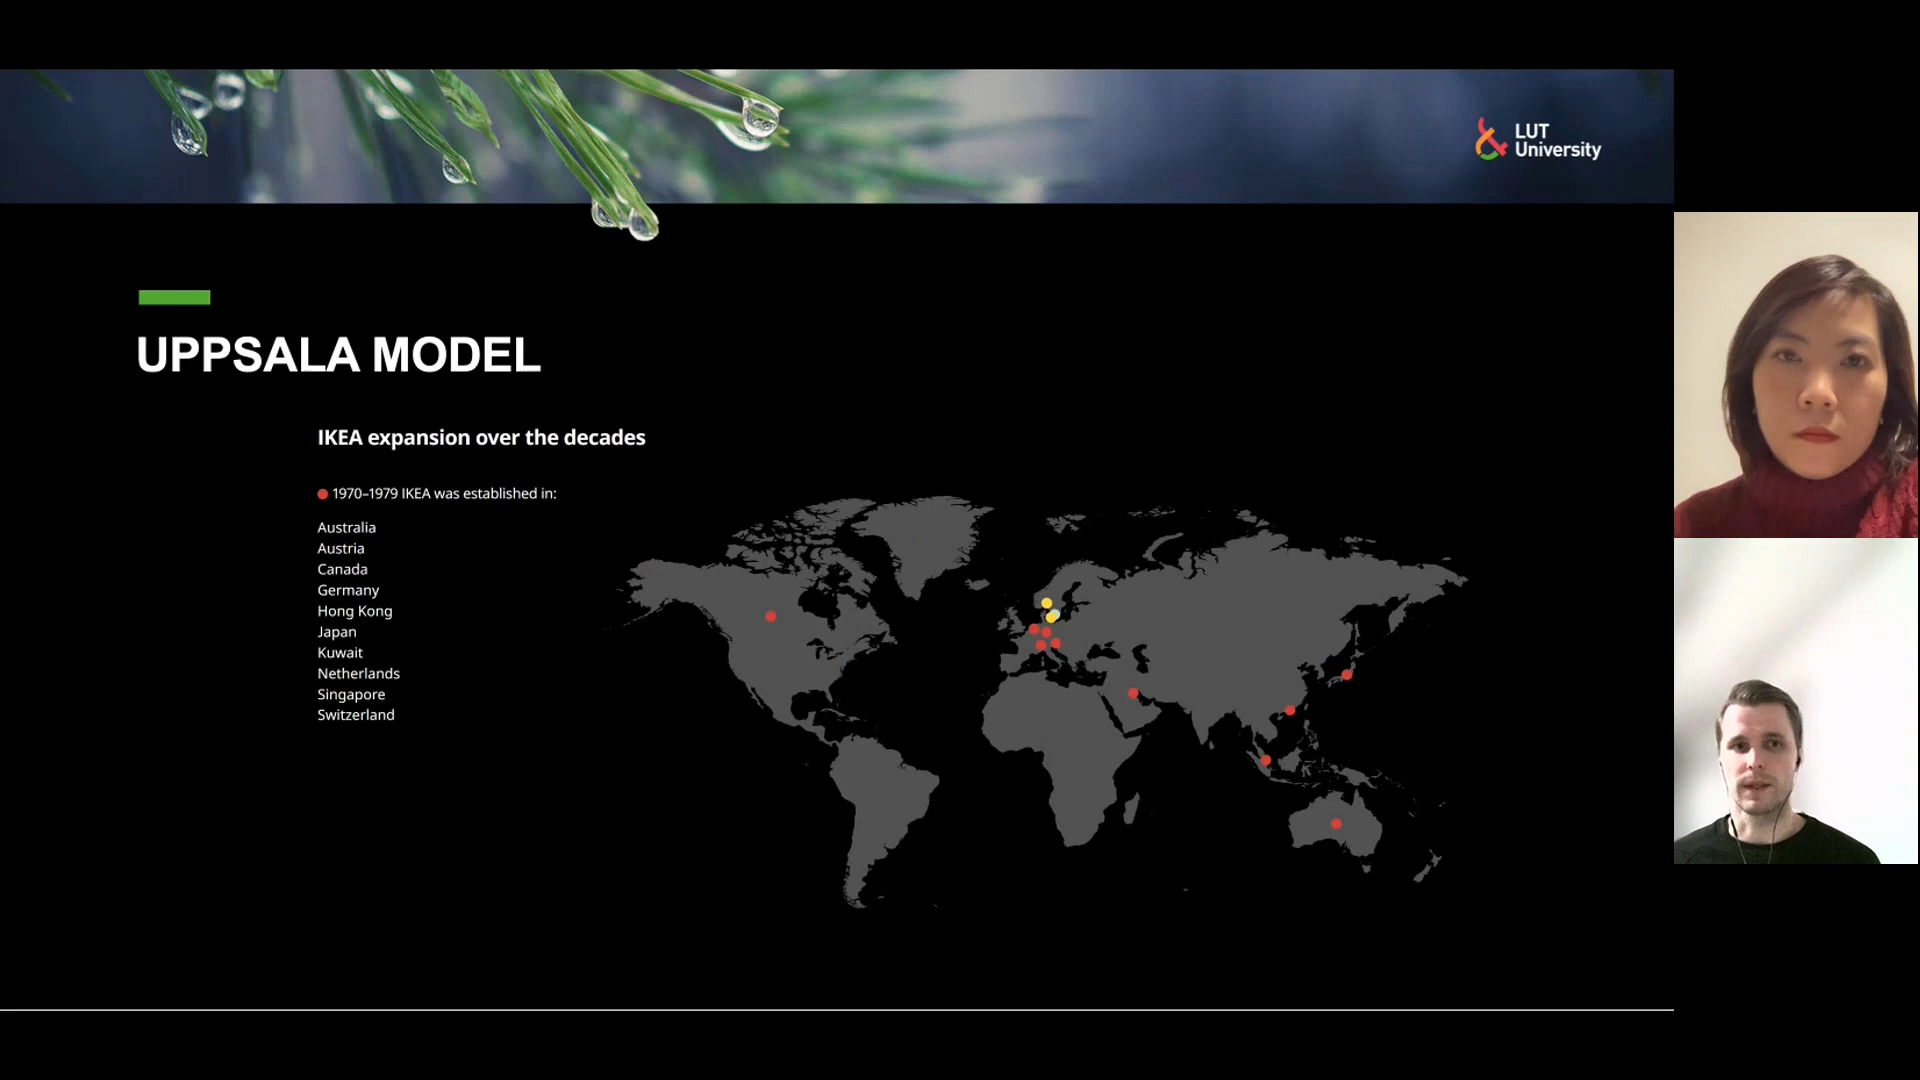 LUT
University
UPPSALA MODEL
IKEA expansion over the decades
1970–1979 IKEA was established in:
Australia
Austria
Canada
Germany
Hong Kong
Japan
Kuwait
Netherlands
Singapore
Switzerland